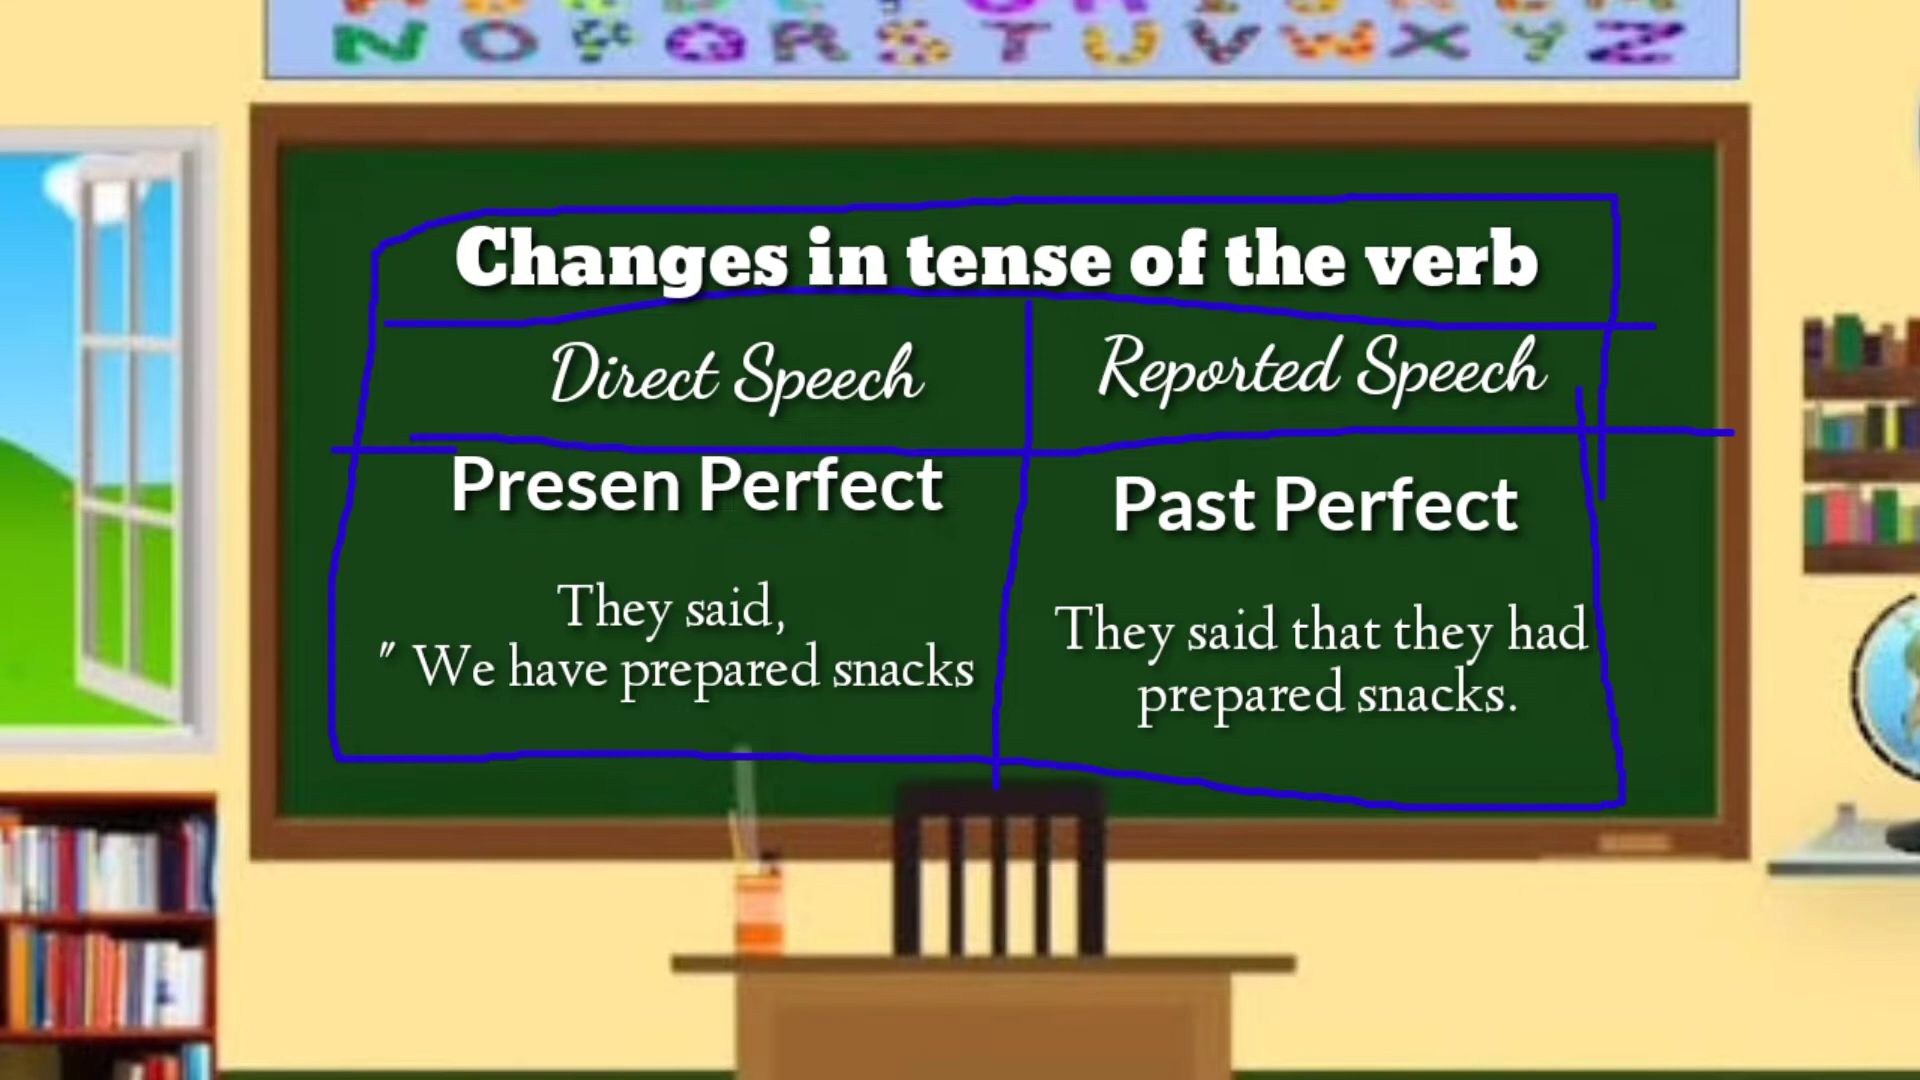 N O P Q R S T U V W X Y Z
Changes in tense of the verb
Direct Speech
Reported Speech
Presen Perfect
Past Perfect
They said,
" We have prepared snacks
They said that they had
prepared snacks.